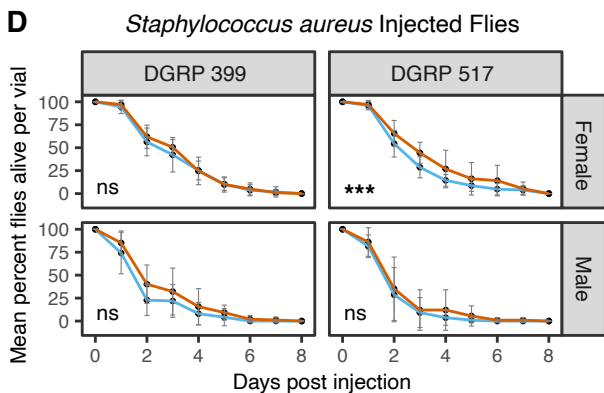 D
Staphylococcus aureus Injected Flies
DGRP 399
DGRP 517
Mean percent flies alive per vial
100
75
50
25
0
ns
***
Female
100
75
50
25
0
ns
ns
Male
0 2 4 6 8
0 2 4 6 8
Days post injection